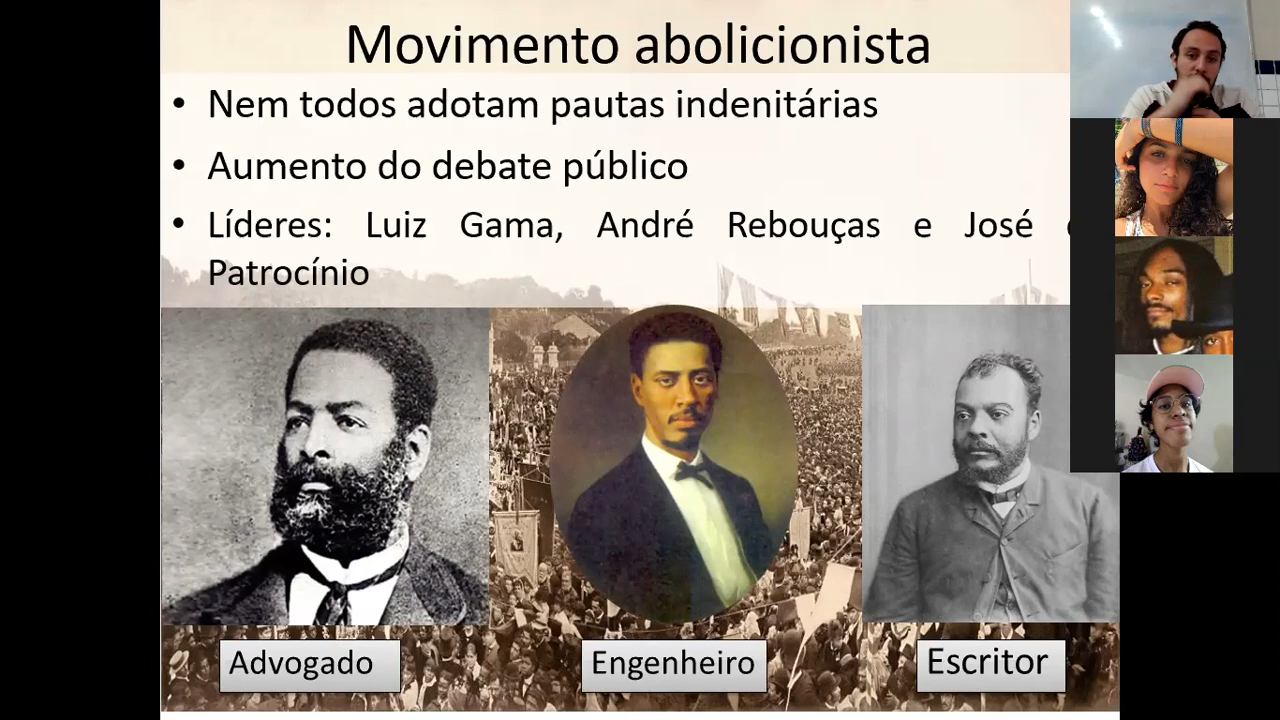 Movimento abolicionista
• Nem todos adotam pautas indenitárias
• Aumento do debate público
• Líderes: Luiz Gama, André Rebouças e José
Patrocínio
Advogado
Engenheiro
Escritor